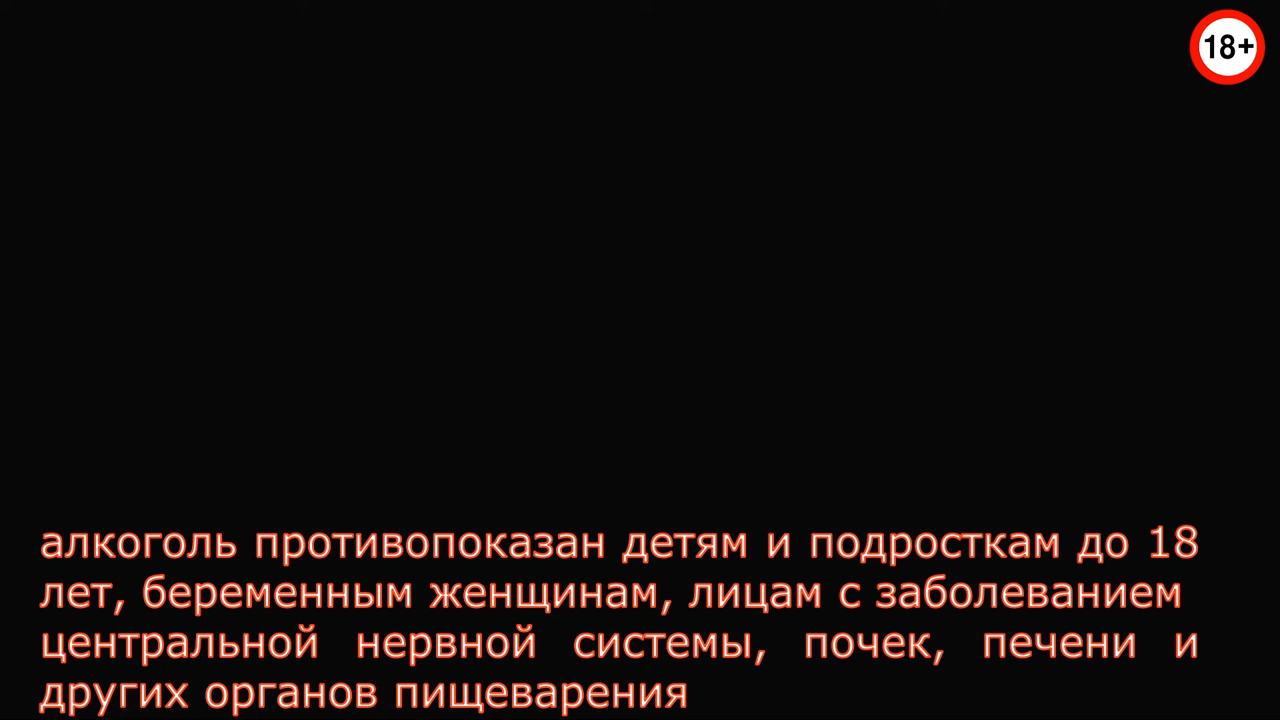 18+
алкоголь противопоказан детям и подросткам до 18
лет, беременным женщинам, лицам с заболеванием
центральной нервной системы, почек, печени и
других органов пищеварения